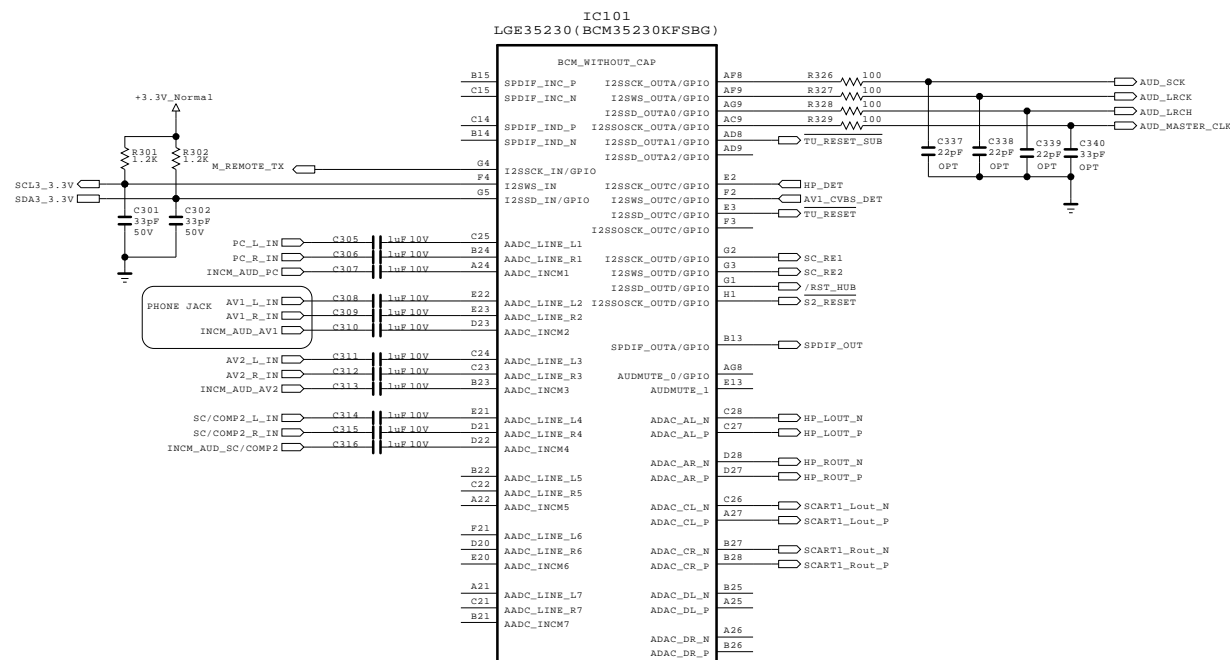 IC101
LGE35230(BCM35230KFSBG)
BCM_WITHOUT_CAP
+3.3V_Normal
R301
1.2K
R302
1.2K
M_REMOTE_TX
SCL3_3.3V
SDA3_3.3V
C301
33pF
50V
C302
33pF
50V
B15 SPDIF_INC_P
C15 SPDIF_INC_N
C14 SPDIF_IND_P
B14 SPDIF_IND_N
G4 I2SSCK_IN/GPIO
F4 I2SWS_IN
G5 I2SSD_IN/GPIO
PC_L_IN C305 1uF 10V C25 AADC_LINE_L1
PC_R_IN C306 1uF 10V B24 AADC_LINE_R1
INCM_AUD_PC C307 1uF 10V A24 AADC_INCM1
PHONE JACK
AV1_L_IN C308 1uF 10V E22 AADC_LINE_L2
AV1_R_IN C309 1uF 10V E23 AADC_LINE_R2
INCM_AUD_AV1 C310 1uF 10V D23 AADC_INCM2
AV2_L_IN C311 1uF 10V C24 AADC_LINE_L3
AV2_R_IN C312 1uF 10V C23 AADC_LINE_R3
INCM_AUD_AV2 C313 1uF 10V B23 AADC_INCM3
SC/COMP2_L_IN C314 1uF 10V E21 AADC_LINE_L4
SC/COMP2_R_IN C315 1uF 10V D21 AADC_LINE_R4
INCM_AUD_SC/COMP2 C316 1uF 10V D22 AADC_INCM4
B22 AADC_LINE_L5
C22 AADC_LINE_R5
A22 AADC_INCM5
F21 AADC_LINE_L6
D20 AADC_LINE_R6
E20 AADC_INCM6
A21 AADC_LINE_L7
C21 AADC_LINE_R7
B21 AADC_INCM7
I2SSCK_OUTA/GPIO AF8 R326 100 AUD_SCK
I2SWS_OUTA/GPIO AF9 R327 100 AUD_LRCK
I2SSD_OUTA0/GPIO AG9 R328 100 AUD_LRCH
I2SSOSCK_OUTA/GPIO AC9 R329 100 AUD_MASTER_CLK
I2SSD_OUTA1/GPIO AD8 TU_RESET_SUB
I2SSD_OUTA2/GPIO AD9
C337
22pF
OPT
C338
22pF
OPT
C339
22pF
OPT
C340
33pF
OPT
I2SSCK_OUTC/GPIO E2 HP_DET
I2SWS_OUTC/GPIO F2 AV1_CVBS_DET
I2SSD_OUTC/GPIO E3 TU_RESET
I2SSOSCK_OUTC/GPIO F3
I2SSCK_OUTD/GPIO G2 SC_RE1
I2SWS_OUTD/GPIO G3 SC_RE2
I2SSD_OUTD/GPIO G1 /RST_HUB
I2SSOSCK_OUTD/GPIO H1 S2_RESET
SPDIF_OUTA/GPIO B13 SPDIF_OUT
AUDMUTE_0/GPIO AG8
AUDMUTE_1 E13
ADAC_AL_N C28 HP_LOUT_N
ADAC_AL_P C27 HP_LOUT_P
ADAC_AR_N D28 HP_ROUT_N
ADAC_AR_P D27 HP_ROUT_P
ADAC_CL_N C26 SCART1_Lout_N
ADAC_CL_P A27 SCART1_Lout_P
ADAC_CR_N B27 SCART1_Rout_N
ADAC_CR_P B28 SCART1_Rout_P
ADAC_DL_N B25
ADAC_DL_P A25
ADAC_DR_N A26
ADAC_DR_P B26